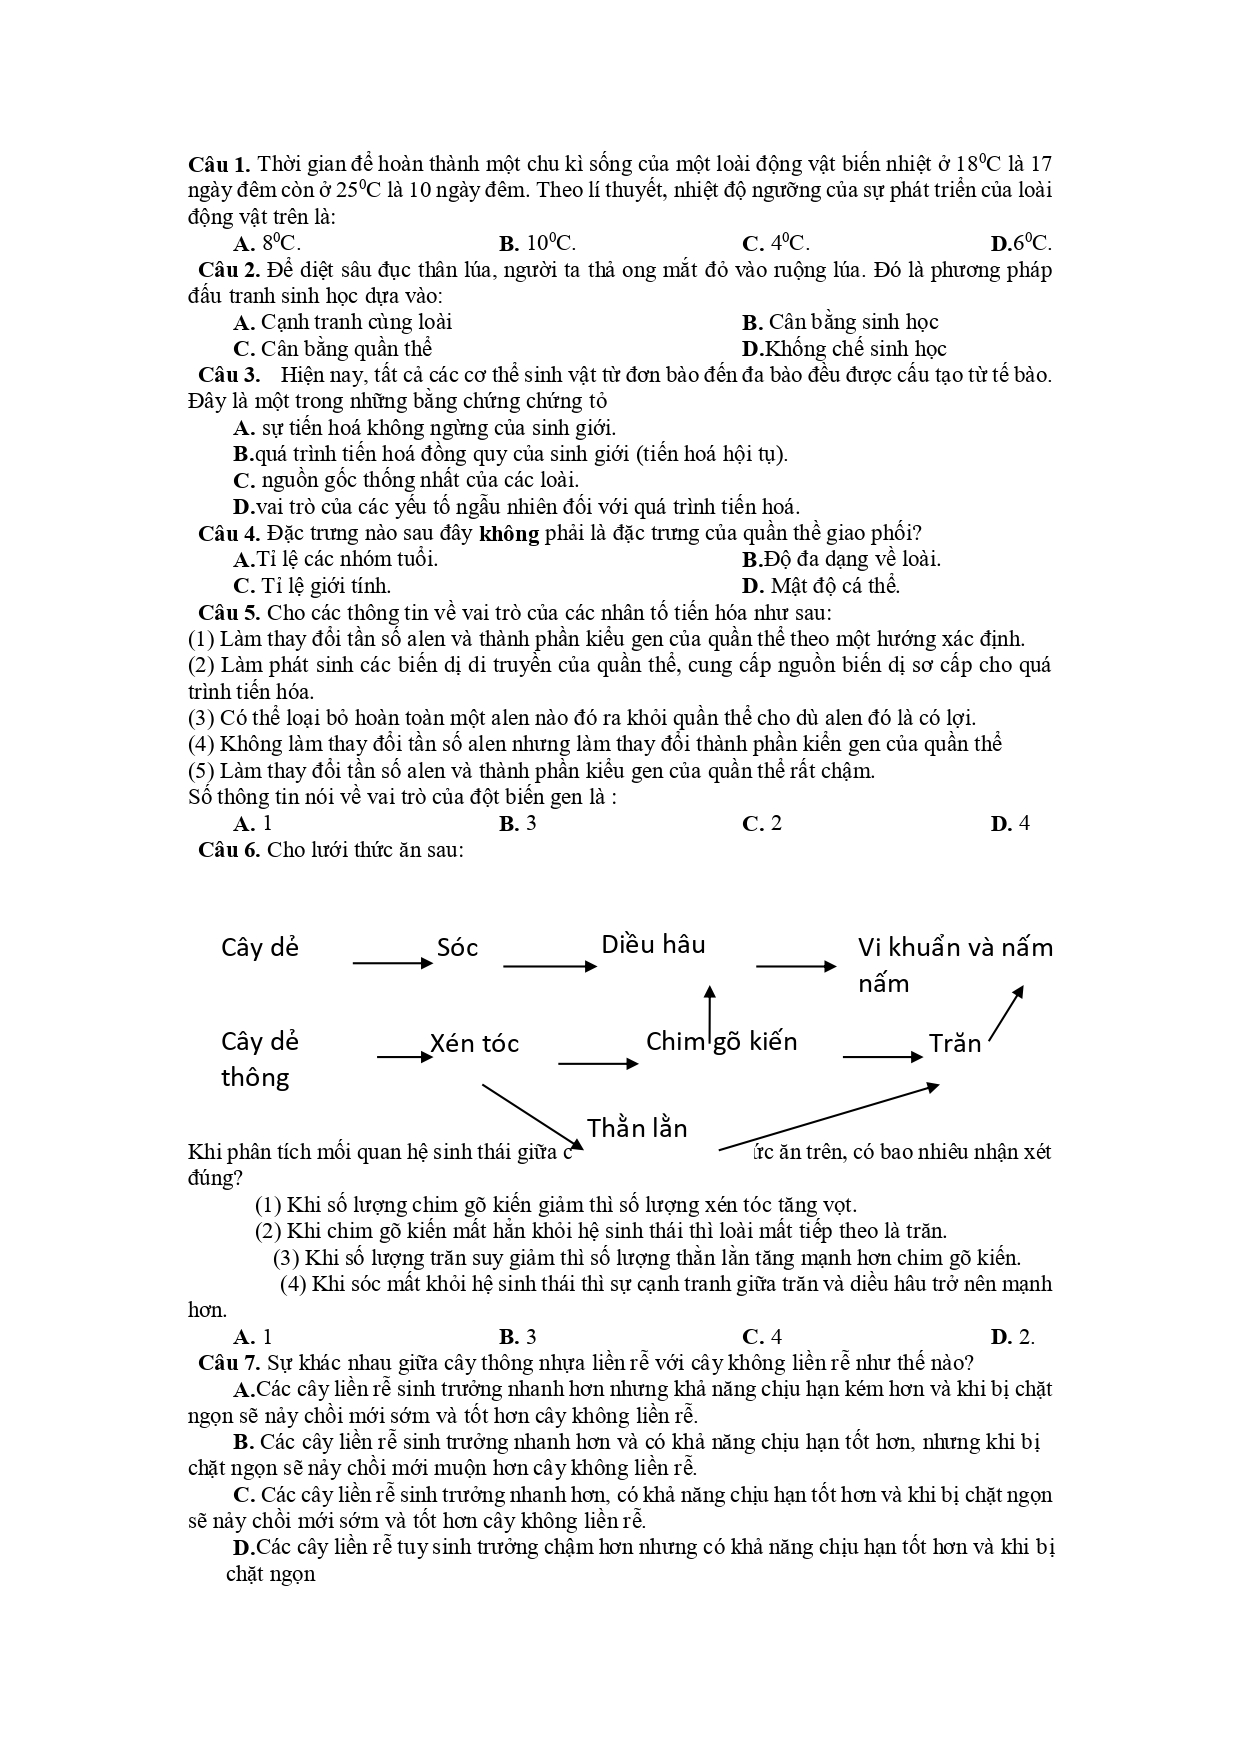 Câu 1. Thời gian để hoàn thành một chu kì sống của một loài động vật biến nhiệt ở 18⁰C là 17
ngày đêm còn ở 25⁰C là 10 ngày đêm. Theo lí thuyết, nhiệt độ ngưỡng của sự phát triển của loài
động vật trên là:
A. 8⁰C. B. 10⁰C. C. 4⁰C. D.6⁰C.
Câu 2. Để diệt sâu đục thân lúa, người ta thả ong mắt đỏ vào ruộng lúa. Đó là phương pháp
đấu tranh sinh học dựa vào:
A. Cạnh tranh cùng loài B. Cân bằng sinh học
C. Cân bằng quần thể D.Khống chế sinh học
Câu 3. Hiện nay, tất cả các cơ thể sinh vật từ đơn bào đến đa bào đều được cấu tạo từ tế bào.
Đây là một trong những bằng chứng chứng tỏ
A. sự tiến hoá không ngừng của sinh giới.
B.quá trình tiến hoá đồng quy của sinh giới (tiến hoá hội tụ).
C. nguồn gốc thống nhất của các loài.
D.vai trò của các yếu tố ngẫu nhiên đối với quá trình tiến hoá.
Câu 4. Đặc trưng nào sau đây không phải là đặc trưng của quần thề giao phối?
A.Tỉ lệ các nhóm tuổi. B.Độ đa dạng về loài.
C. Tỉ lệ giới tính. D. Mật độ cá thể.
Câu 5. Cho các thông tin về vai trò của các nhân tố tiến hóa như sau:
(1) Làm thay đổi tần số alen và thành phần kiểu gen của quần thể theo một hướng xác định.
(2) Làm phát sinh các biến dị di truyền của quần thể, cung cấp nguồn biến dị sơ cấp cho quá
trình tiến hóa.
(3) Có thể loại bỏ hoàn toàn một alen nào đó ra khỏi quần thể cho dù alen đó là có lợi.
(4) Không làm thay đổi tần số alen nhưng làm thay đổi thành phần kiển gen của quần thể
(5) Làm thay đổi tần số alen và thành phần kiểu gen của quần thể rất chậm.
Số thông tin nói về vai trò của đột biến gen là :
A. 1 B. 3 C. 2 D. 4
Câu 6. Cho lưới thức ăn sau:
Cây dẻ Sóc Diều hâu Vi khuẩn và nấm
nấm
Cây dẻ Xén tóc Chim gõ kiến Trăn
thông
Thằn lằn
Khi phân tích mối quan hệ sinh thái giữa c ức ăn trên, có bao nhiêu nhận xét
đúng?
(1) Khi số lượng chim gõ kiến giảm thì số lượng xén tóc tăng vọt.
(2) Khi chim gõ kiến mất hẳn khỏi hệ sinh thái thì loài mất tiếp theo là trăn.
(3) Khi số lượng trăn suy giảm thì số lượng thằn lằn tăng mạnh hơn chim gõ kiến.
(4) Khi sóc mất khỏi hệ sinh thái thì sự cạnh tranh giữa trăn và diều hâu trở nên mạnh
hơn.
A. 1 B. 3 C. 4 D. 2.
Câu 7. Sự khác nhau giữa cây thông nhựa liền rễ với cây không liền rễ như thế nào?
A.Các cây liền rễ sinh trưởng nhanh hơn nhưng khả năng chịu hạn kém hơn và khi bị chặt
ngọn sẽ nảy chồi mới sớm và tốt hơn cây không liền rễ.
B. Các cây liền rễ sinh trưởng nhanh hơn và có khả năng chịu hạn tốt hơn, nhưng khi bị
chặt ngọn sẽ nảy chồi mới muộn hơn cây không liền rễ.
C. Các cây liền rễ sinh trưởng nhanh hơn, có khả năng chịu hạn tốt hơn và khi bị chặt ngọn
sẽ nảy chồi mới sớm và tốt hơn cây không liền rễ.
D.Các cây liền rễ tuy sinh trưởng chậm hơn nhưng có khả năng chịu hạn tốt hơn và khi bị
chặt ngọn